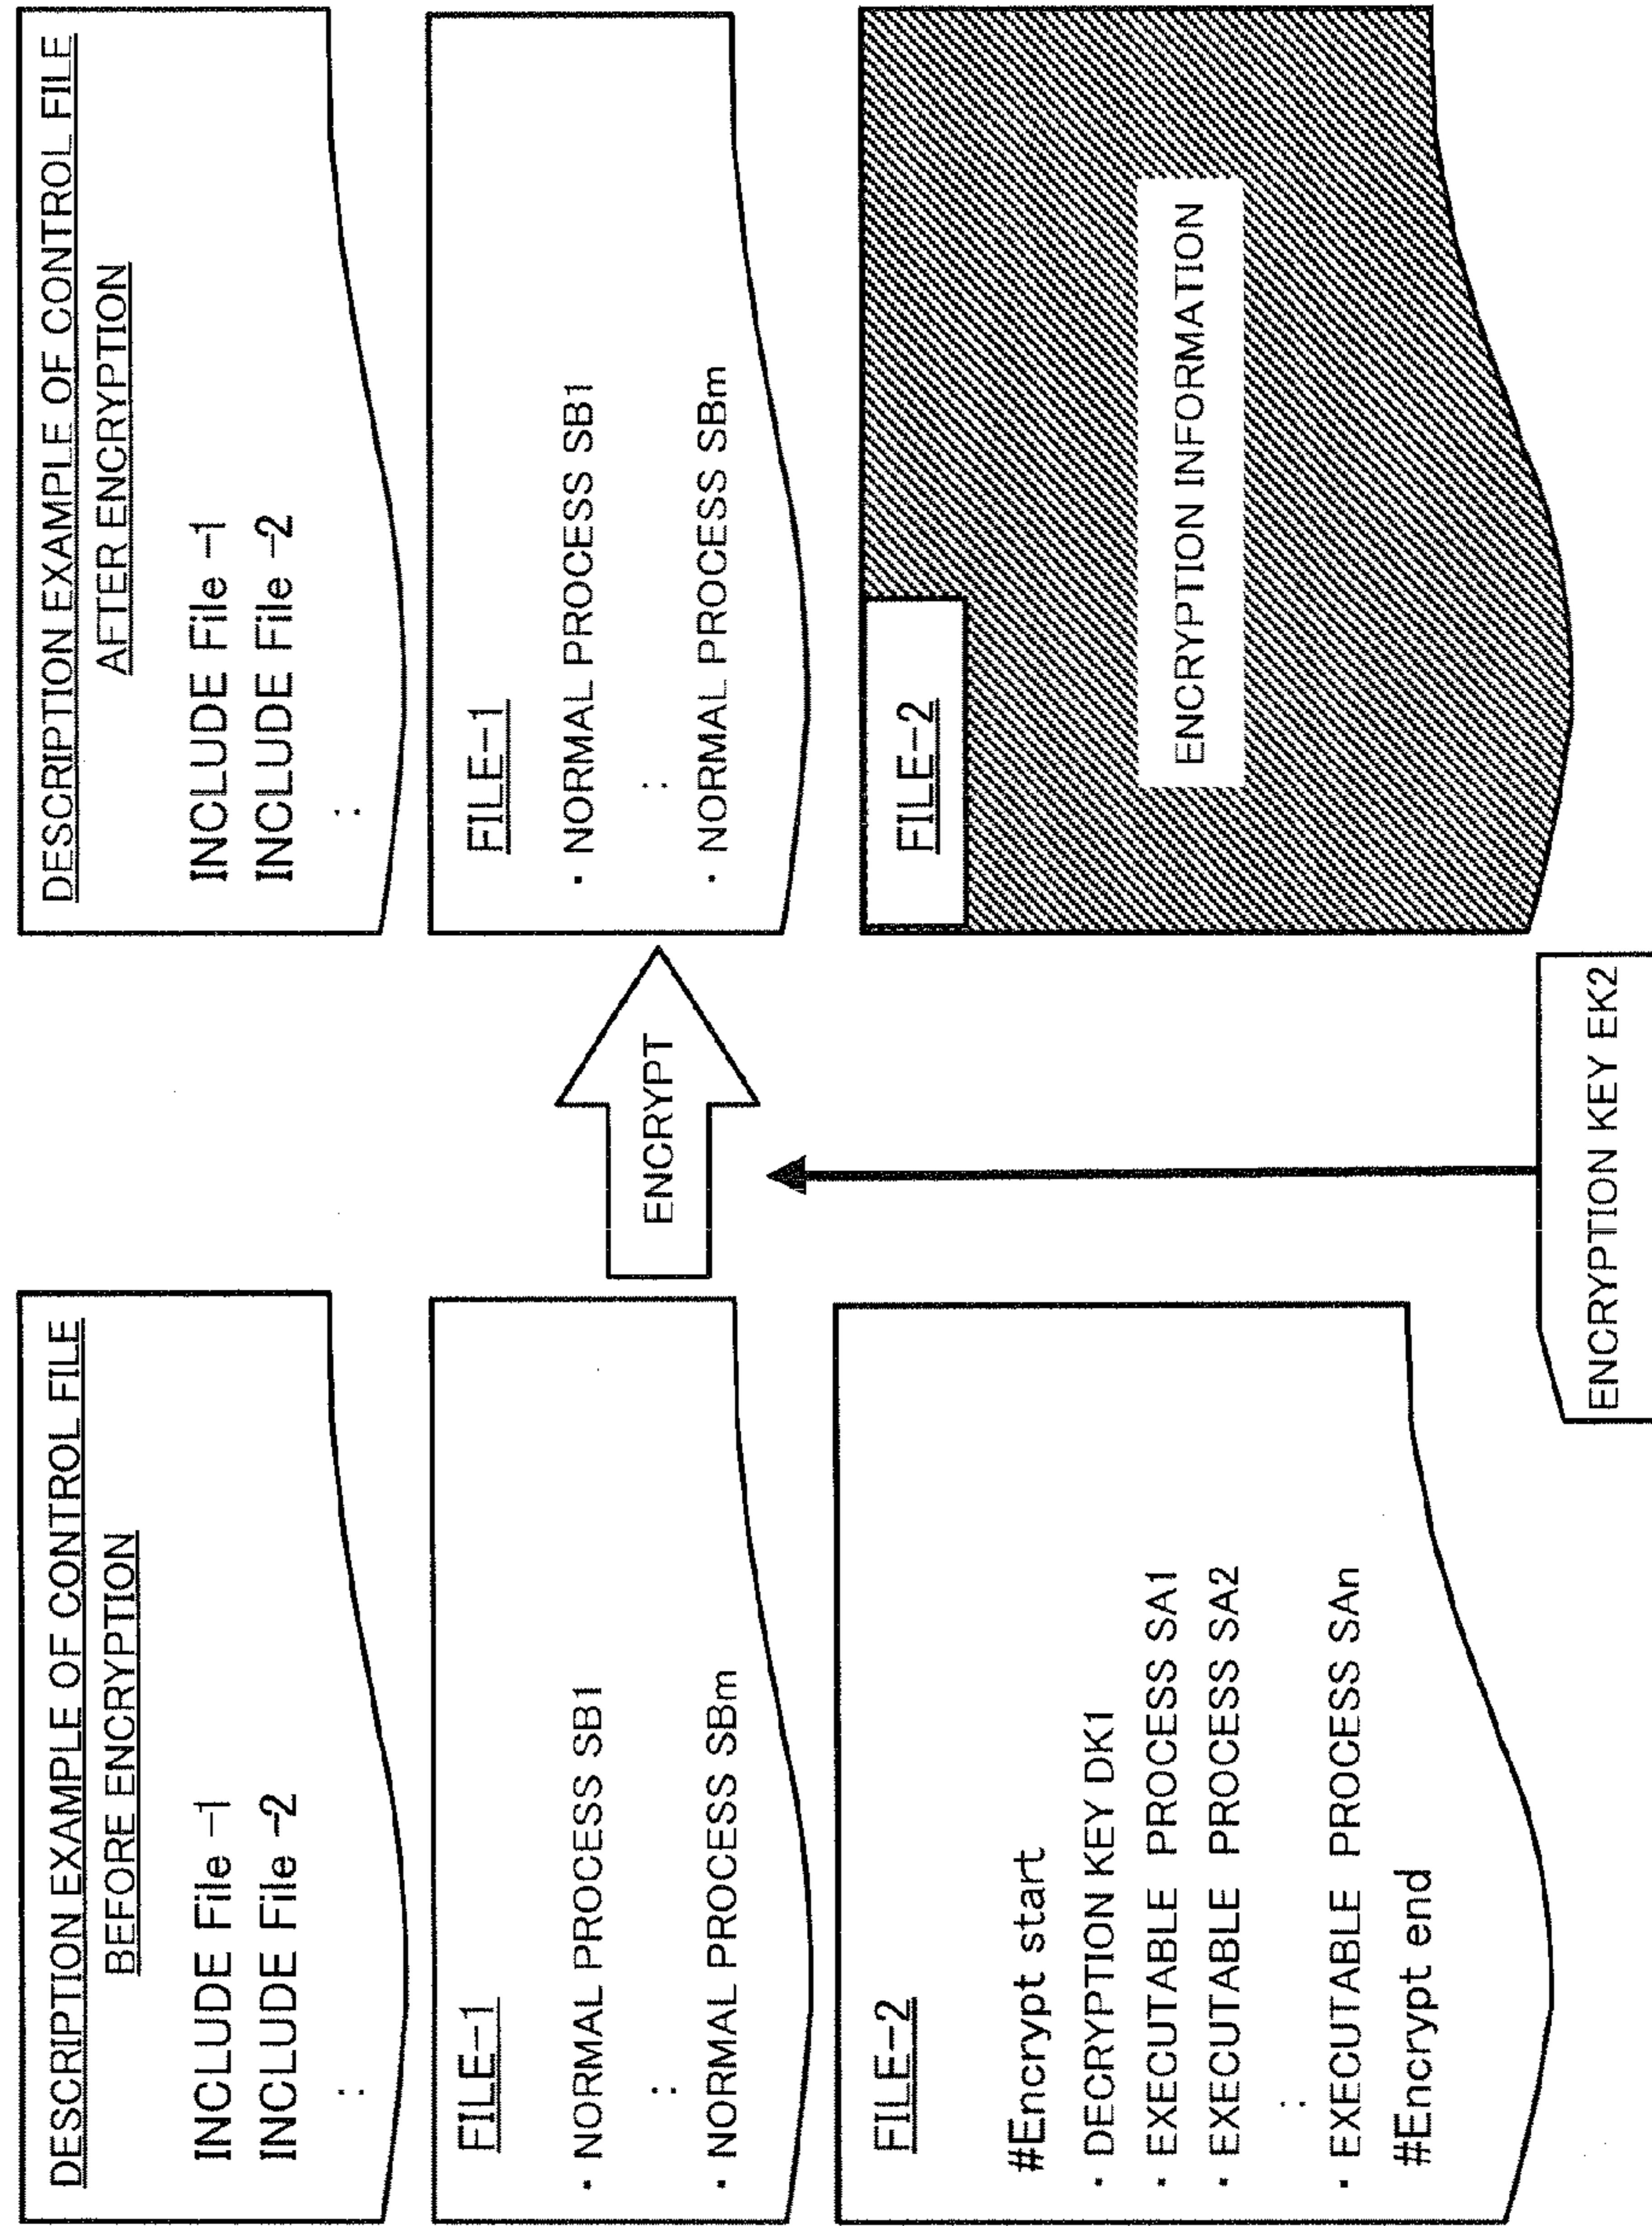 DESCRIPTION EXAMPLE OF CONTROL FILE
BEFORE ENCRYPTION
INCLUDE File -1
INCLUDE File -2
:
FILE-1
・NORMAL PROCESS SB1
:
・NORMAL PROCESS SBm
FILE-2
#Encrypt start
・DECRYPTION KEY DK1
・EXECUTABLE PROCESS SA1
・EXECUTABLE PROCESS SA2
:
・EXECUTABLE PROCESS SAn
#Encrypt end
ENCRYPT
ENCRYPTION KEY EK2
DESCRIPTION EXAMPLE OF CONTROL FILE
AFTER ENCRYPTION
INCLUDE File -1
INCLUDE File -2
:
FILE-1
・NORMAL PROCESS SB1
:
・NORMAL PROCESS SBm
FILE-2
ENCRYPTION INFORMATION